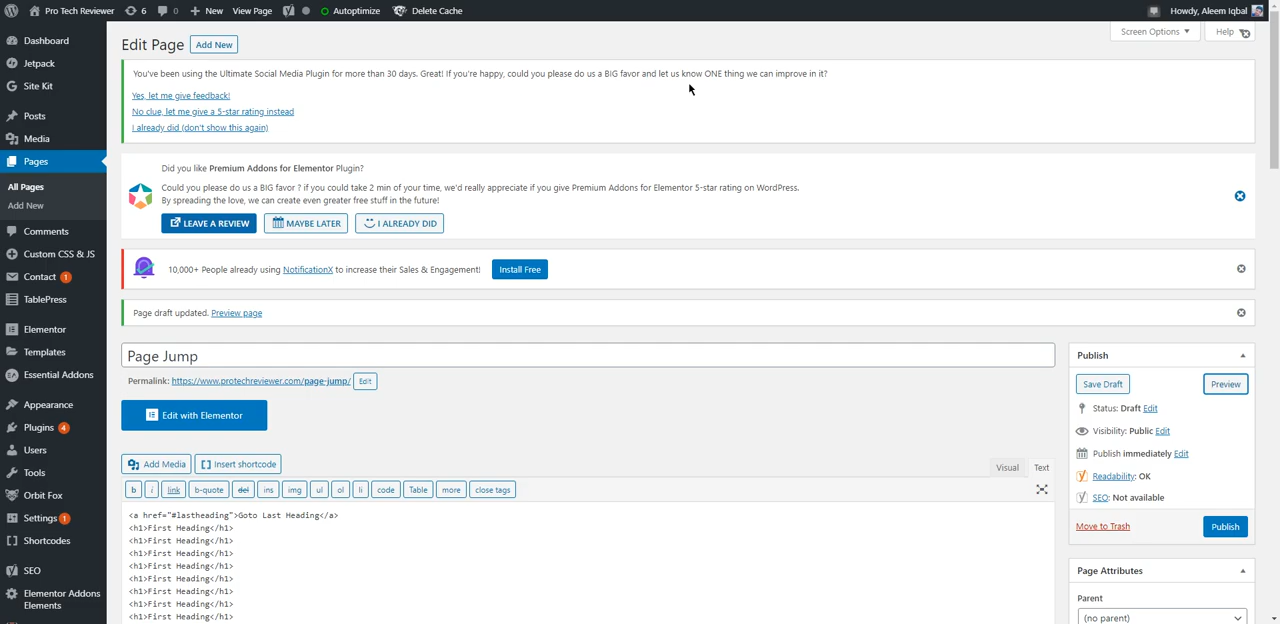 Pro Tech Reviewer 6 0 New View Page Autoptimize Delete Cache Howdy, Aleem Iqbal
Screen Options Help
Dashboard
Jetpack
Site Kit
Posts
Media
Pages
All Pages
Add New
Comments
Custom CSS & JS
Contact 1
TablePress
Elementor
Templates
Essential Addons
Appearance
Plugins 4
Users
Tools
Orbit Fox
Settings 1
Shortcodes
SEO
Elementor Addons
Elements
Edit Page Add New
You've been using the Ultimate Social Media Plugin for more than 30 days. Great! If you're happy, could you please do us a BIG favor and let us know ONE thing we can improve in it?
Yes, let me give feedback!
No clue, let me give a 5-star rating instead
I already did (don't show this again)
Did you like Premium Addons for Elementor Plugin?
Could you please do us a BIG favor ? if you could take 2 min of your time, we'd really appreciate if you give Premium Addons for Elementor 5-star rating on WordPress.
By spreading the love, we can create even greater free stuff in the future!
LEAVE A REVIEW MAYBE LATER I ALREADY DID
10,000+ People already using NotificationX to increase their Sales & Engagement! Install Free
Page draft updated. Preview page
Page Jump
Permalink: https://www.protechreviewer.com/page-jump/ Edit
Edit with Elementor
Add Media Insert shortcode
Visual Text
b i link b-quote del ins img ul ol li code Table more close tags
<a href="#lastheading">Goto Last Heading</a>
<h1>First Heading</h1>
<h1>First Heading</h1>
<h1>First Heading</h1>
<h1>First Heading</h1>
<h1>First Heading</h1>
<h1>First Heading</h1>
<h1>First Heading</h1>
<h1>First Heading</h1>
Publish
Save Draft Preview
Status: Draft Edit
Visibility: Public Edit
Publish immediately Edit
Readability: OK
SEO: Not available
Move to Trash Publish
Page Attributes
Parent
(no parent)